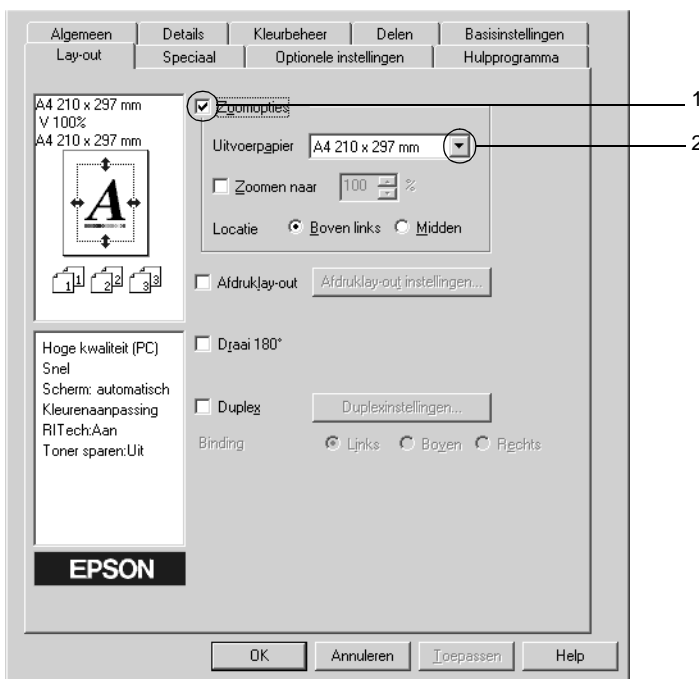 Algemeen Details Kleurbeheer Delen Basisinstellingen
Lay-out Speciaal Optionele instellingen Hulpprogramma
A4 210 x 297 mm
V 100%
A4 210 x 297 mm
A
1 1 2 2 3 3
Hoge kwaliteit (PC)
Snel
Scherm: automatisch
Kleurenaanpassing
RITech:Aan
Toner sparen:Uit
EPSON
Zoomopties 1
Uitvoerpapier A4 210 x 297 mm 2
Zoomen naar 100 %
Locatie Boven links Midden
Afdruklay-out Afdruklay-out instellingen...
Draai 180°
Duplex Duplexinstellingen...
Binding Links Boven Rechts
OK Annuleren Toepassen Help